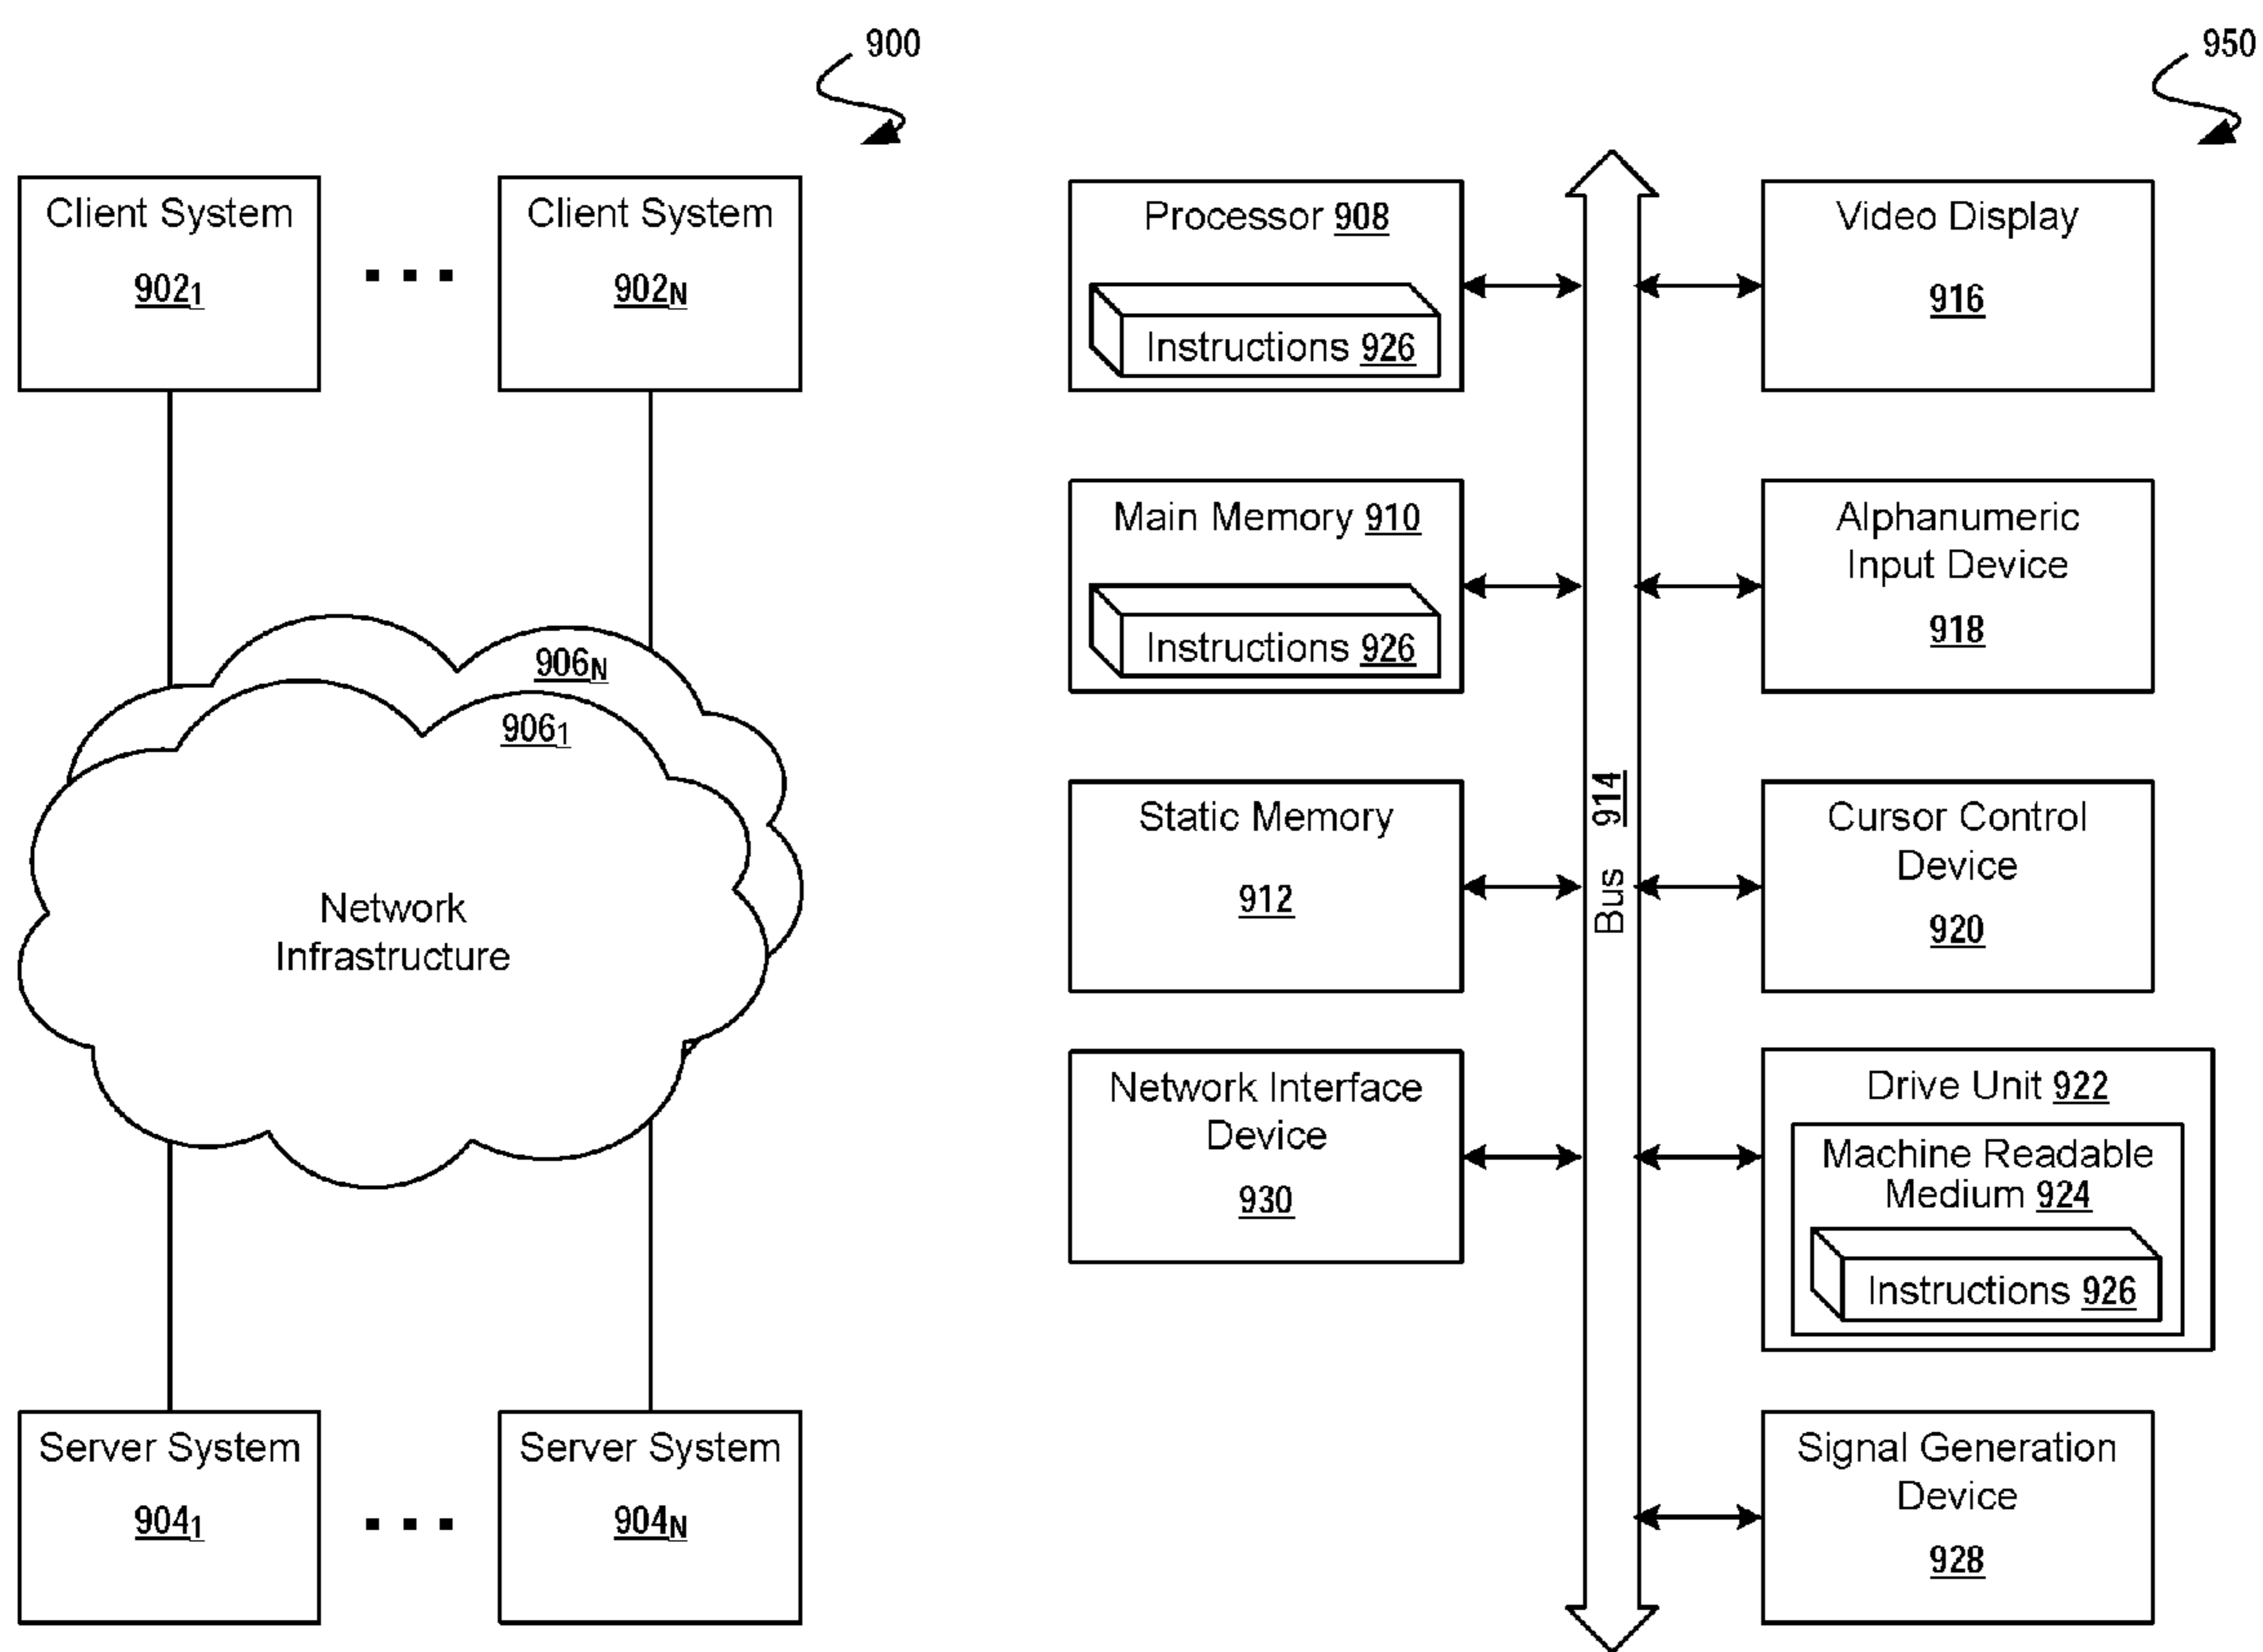 900
Client System
902₁
Client System
902N
906N
906₁
Network
Infrastructure
Server System
904₁
Server System
904N
950
Processor 908
Instructions 926
Main Memory 910
Instructions 926
Static Memory
912
Network Interface
Device
930
Bus 914
Video Display
916
Alphanumeric
Input Device
918
Cursor Control
Device
920
Drive Unit 922
Machine Readable
Medium 924
Instructions 926
Signal Generation
Device
928